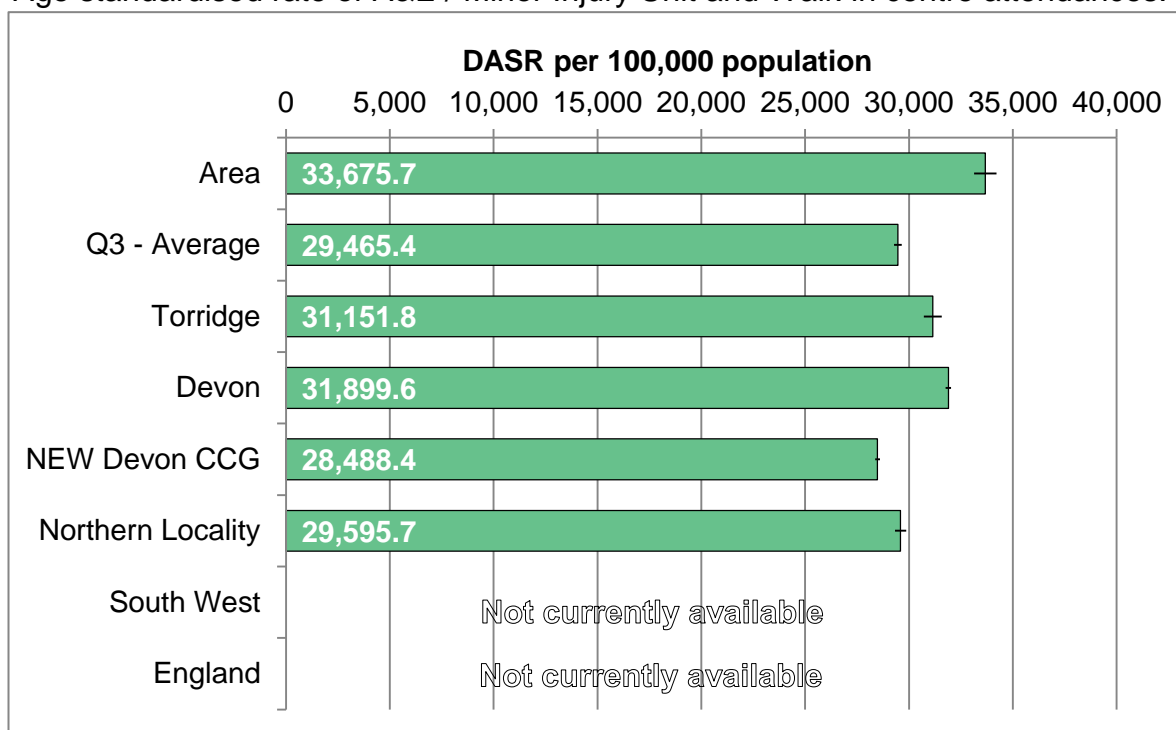 Age standardised rate of A&E / Minor Injury Unit and Walk in centre attendances.
DASR per 100,000 population
0 5,000 10,000 15,000 20,000 25,000 30,000 35,000 40,000
Area 33,675.7
Q3 - Average 29,465.4
Torridge 31,151.8
Devon 31,899.6
NEW Devon CCG 28,488.4
Northern Locality 29,595.7
South West Not currently available
England Not currently available